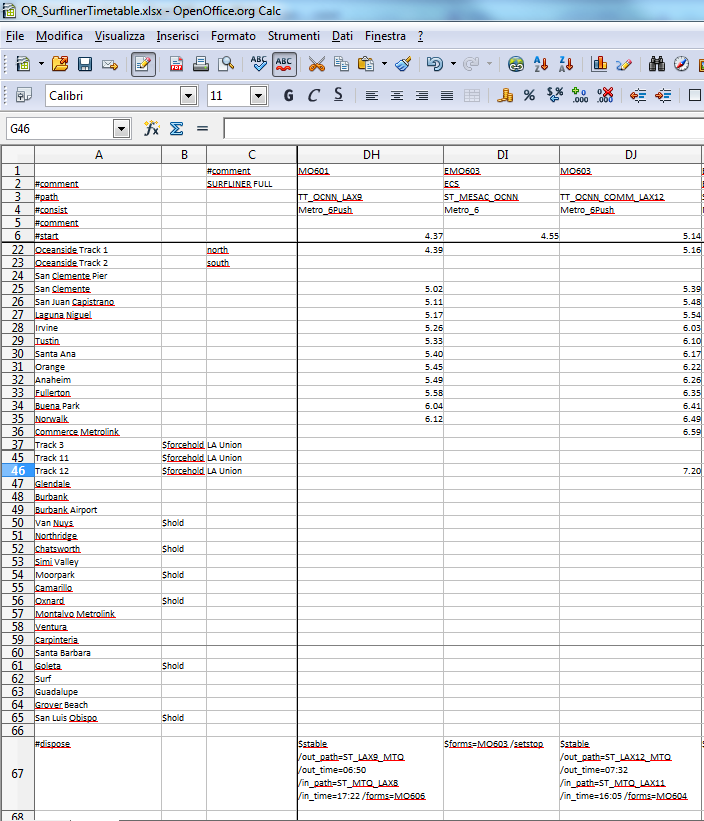 OR_SurflinerTimetable.xlsx - OpenOffice.org Calc
File Modifica Visualizza Inserisci Formato Strumenti Dati Finestra ?
ABC ABC
Calibri 11 G C S % $% .000 .000
G46 fx Σ =
A B C DH DI DJ
1 #comment MO601 EMO603 MO603
2 #comment SURFLINER FULL ECS
3 #path TT_OCNN_LAX9 ST_MESAC_OCNN TT_OCNN_COMM_LAX12
4 #consist Metro_6Push Metro_6 Metro_6Push
5 #comment
6 #start 4.37 4.55 5.14
22 Oceanside Track 1 north 4.39 5.16
23 Oceanside Track 2 south
24 San Clemente Pier
25 San Clemente 5.02 5.39
26 San Juan Capistrano 5.11 5.48
27 Laguna Niguel 5.17 5.54
28 Irvine 5.26 6.03
29 Tustin 5.33 6.10
30 Santa Ana 5.40 6.17
31 Orange 5.45 6.22
32 Anaheim 5.49 6.26
33 Fullerton 5.58 6.35
34 Buena Park 6.04 6.41
35 Norwalk 6.12 6.49
36 Commerce Metrolink 6.59
37 Track 3 $forcehold LA Union
45 Track 11 $forcehold LA Union
46 Track 12 $forcehold LA Union 7.20
47 Glendale
48 Burbank
49 Burbank Airport
50 Van Nuys $hold
51 Northridge
52 Chatsworth $hold
53 Simi Valley
54 Moorpark $hold
55 Camarillo
56 Oxnard $hold
57 Montalvo Metrolink
58 Ventura
59 Carpinteria
60 Santa Barbara
61 Goleta $hold
62 Surf
63 Guadalupe
64 Grover Beach
65 San Luis Obispo $hold
66
67 #dispose $stable $forms=MO603 /setstop $stable
/out_path=ST_LAX9_MTQ /out_path=ST_LAX12_MTQ
/out_time=06:50 /out_time=07:32
/in_path=ST_MTQ_LAX8 /in_path=ST_MTQ_LAX11
/in_time=17:22 /forms=MO606 /in_time=16:05 /forms=MO604
68